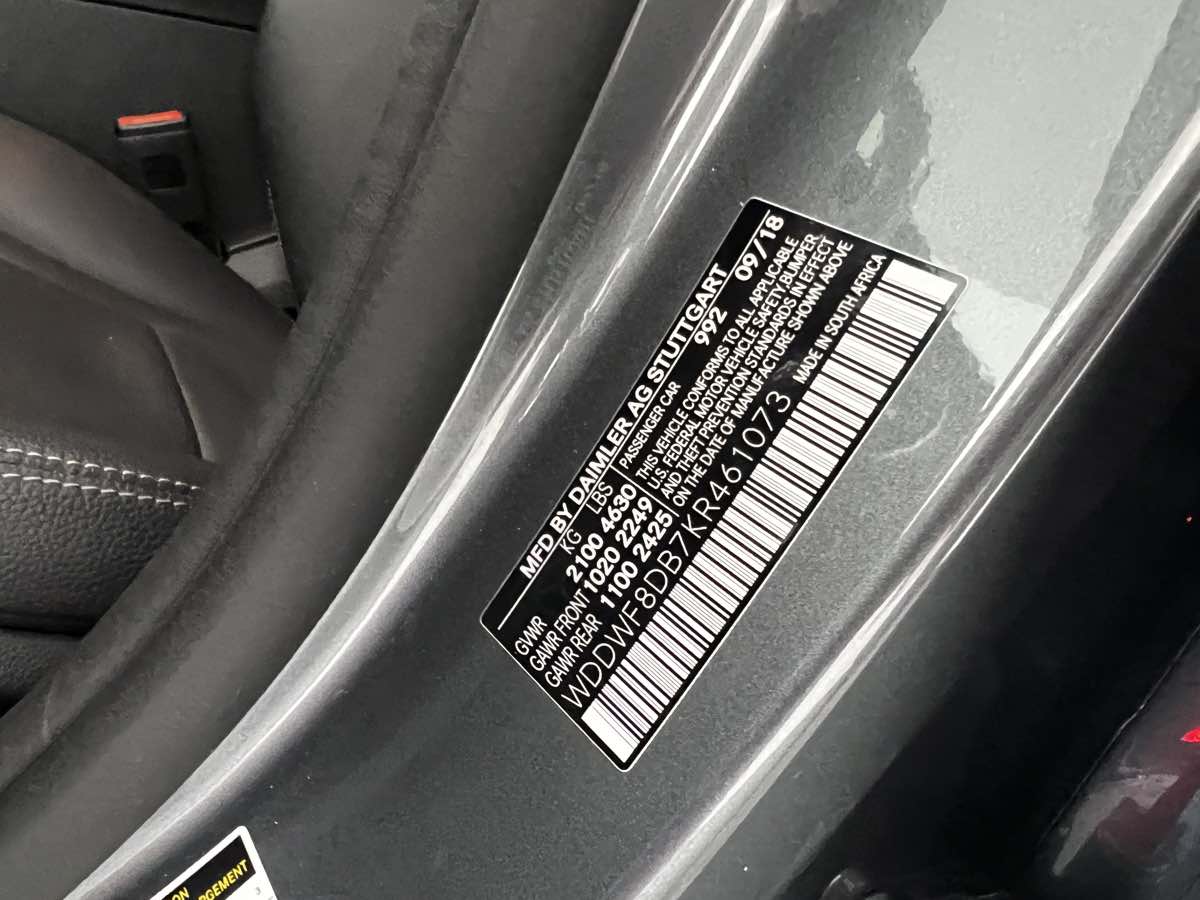 MFD BY DAIMLER AG STUTTGART
KG LBS 992 09/18
PASSENGER CAR
GVWR 2100 4630
GAWR FRONT 1020 2249
GAWR REAR 1100 2425
THIS VEHICLE CONFORMS TO ALL APPLICABLE
U.S. FEDERAL MOTOR VEHICLE SAFETY, BUMPER
AND THEFT PREVENTION STANDARDS IN EFFECT
ON THE DATE OF MANUFACTURE SHOWN ABOVE
WDDWF8DB7KR461073 MADE IN SOUTH AFRICA
3